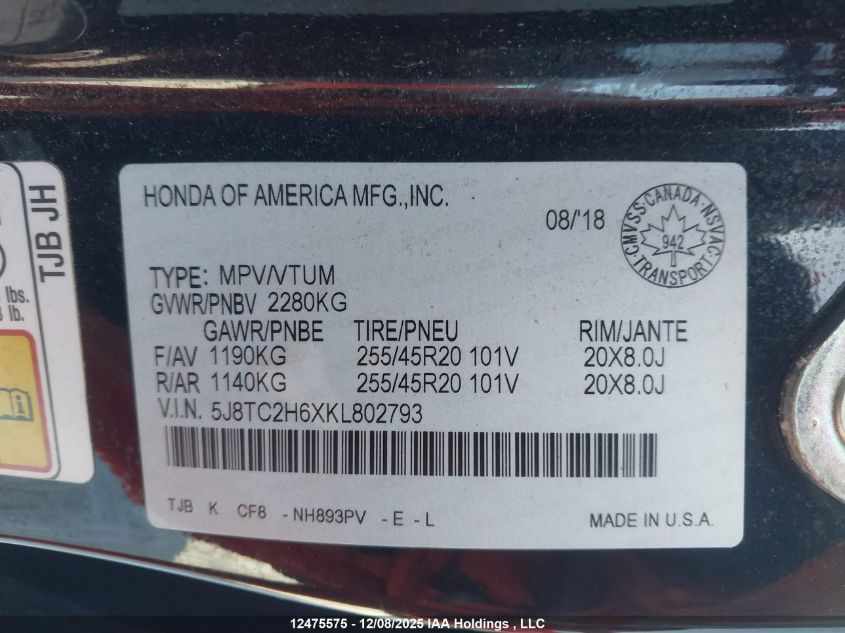 HONDA OF AMERICA MFG.,INC.
08/'18
CMVSS · CANADA · NSVAC
942
TRANSPORT
TYPE: MPV/VTUM
GVWR/PNBV 2280KG
GAWR/PNBE TIRE/PNEU RIM/JANTE
F/AV 1190KG 255/45R20 101V 20X8.0J
R/AR 1140KG 255/45R20 101V 20X8.0J
V.I.N. 5J8TC2H6XKL802793
TJB K CF8 -NH893PV -E-L MADE IN U.S.A.
TJB JH
lbs.
lb.
12475575 - 12/08/2025 IAA Holdings , LLC